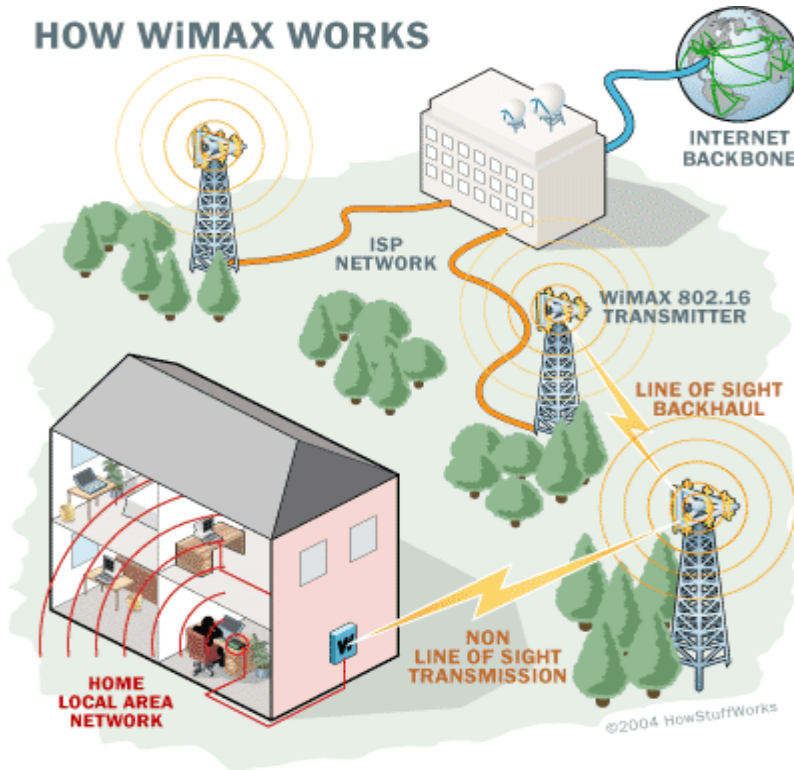 HOW WiMAX WORKS
INTERNET
BACKBONE
ISP
NETWORK
WiMAX 802.16
TRANSMITTER
LINE OF SIGHT
BACKHAUL
NON
LINE OF SIGHT
TRANSMISSION
HOME
LOCAL AREA
NETWORK
©2004 HowStuffWorks